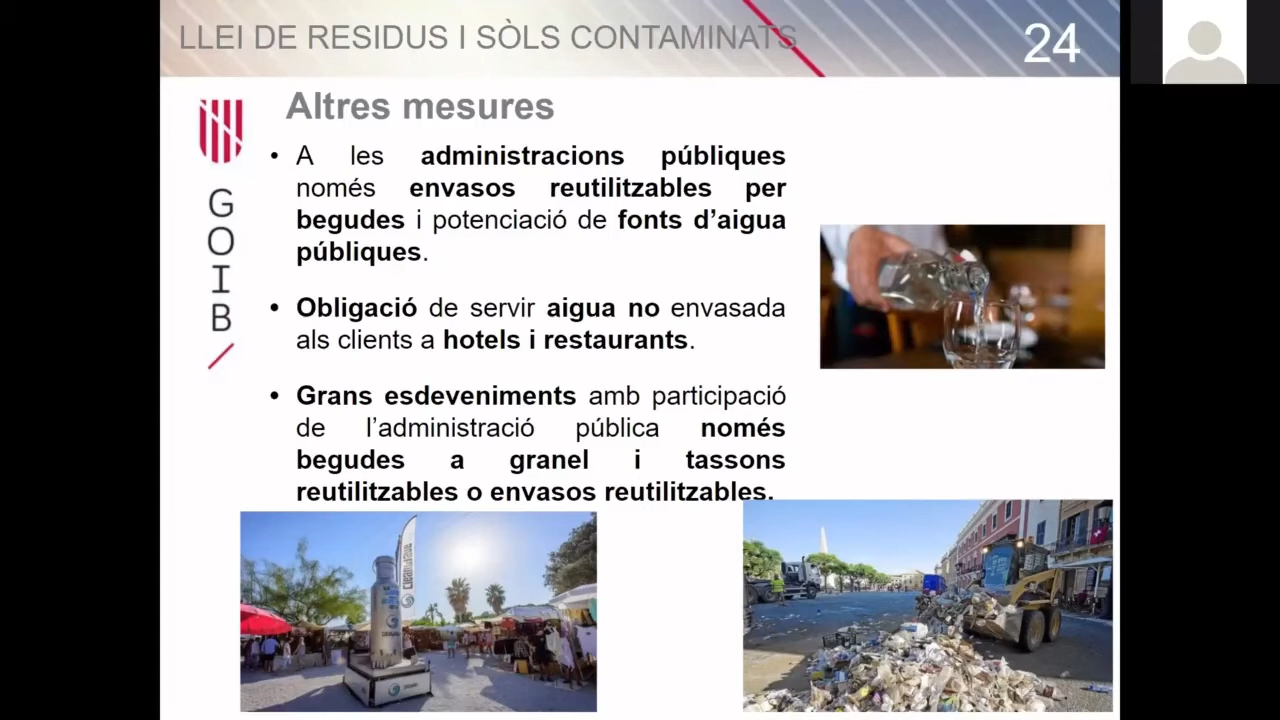 LLEI DE RESIDUS I SÒLS CONTAMINATS
24
Altres mesures
G
O
I
B
• A les administracions públiques
només envasos reutilitzables per
begudes i potenciació de fonts d’aigua
públiques.
• Obligació de servir aigua no envasada
als clients a hotels i restaurants.
• Grans esdeveniments amb participació
de l’administració pública només
begudes a granel i tassons
reutilitzables o envasos reutilitzables.